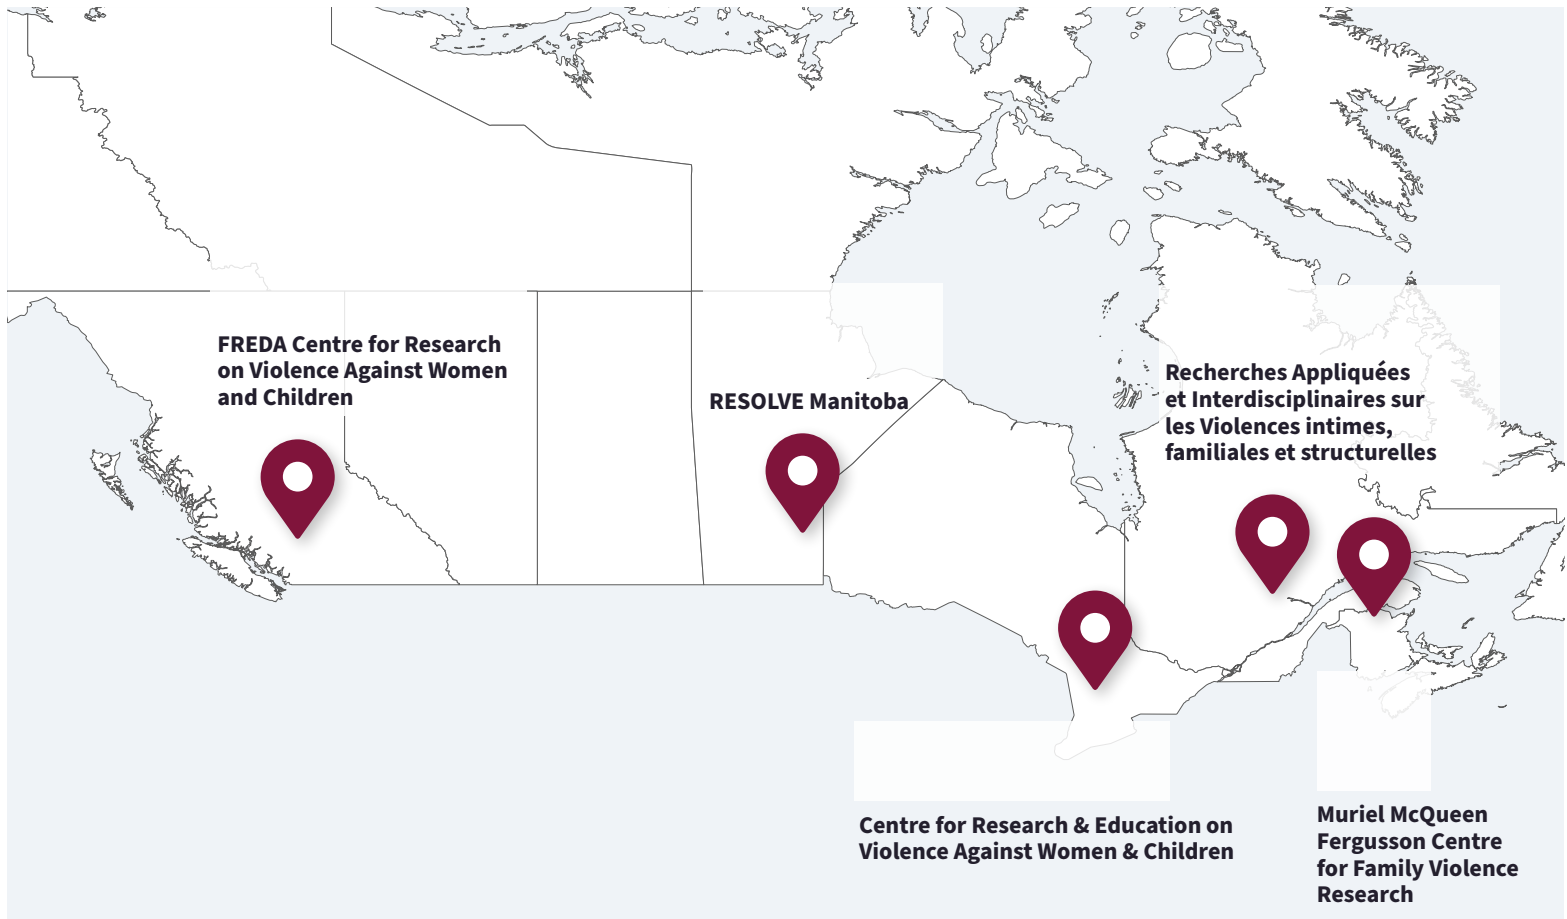 FREDA Centre for Research
on Violence Against Women
and Children
RESOLVE Manitoba
Recherches Appliquées
et Interdisciplinaires sur
les Violences intimes,
familiales et structurelles
Centre for Research & Education on
Violence Against Women & Children
Muriel McQueen
Fergusson Centre
for Family Violence
Research